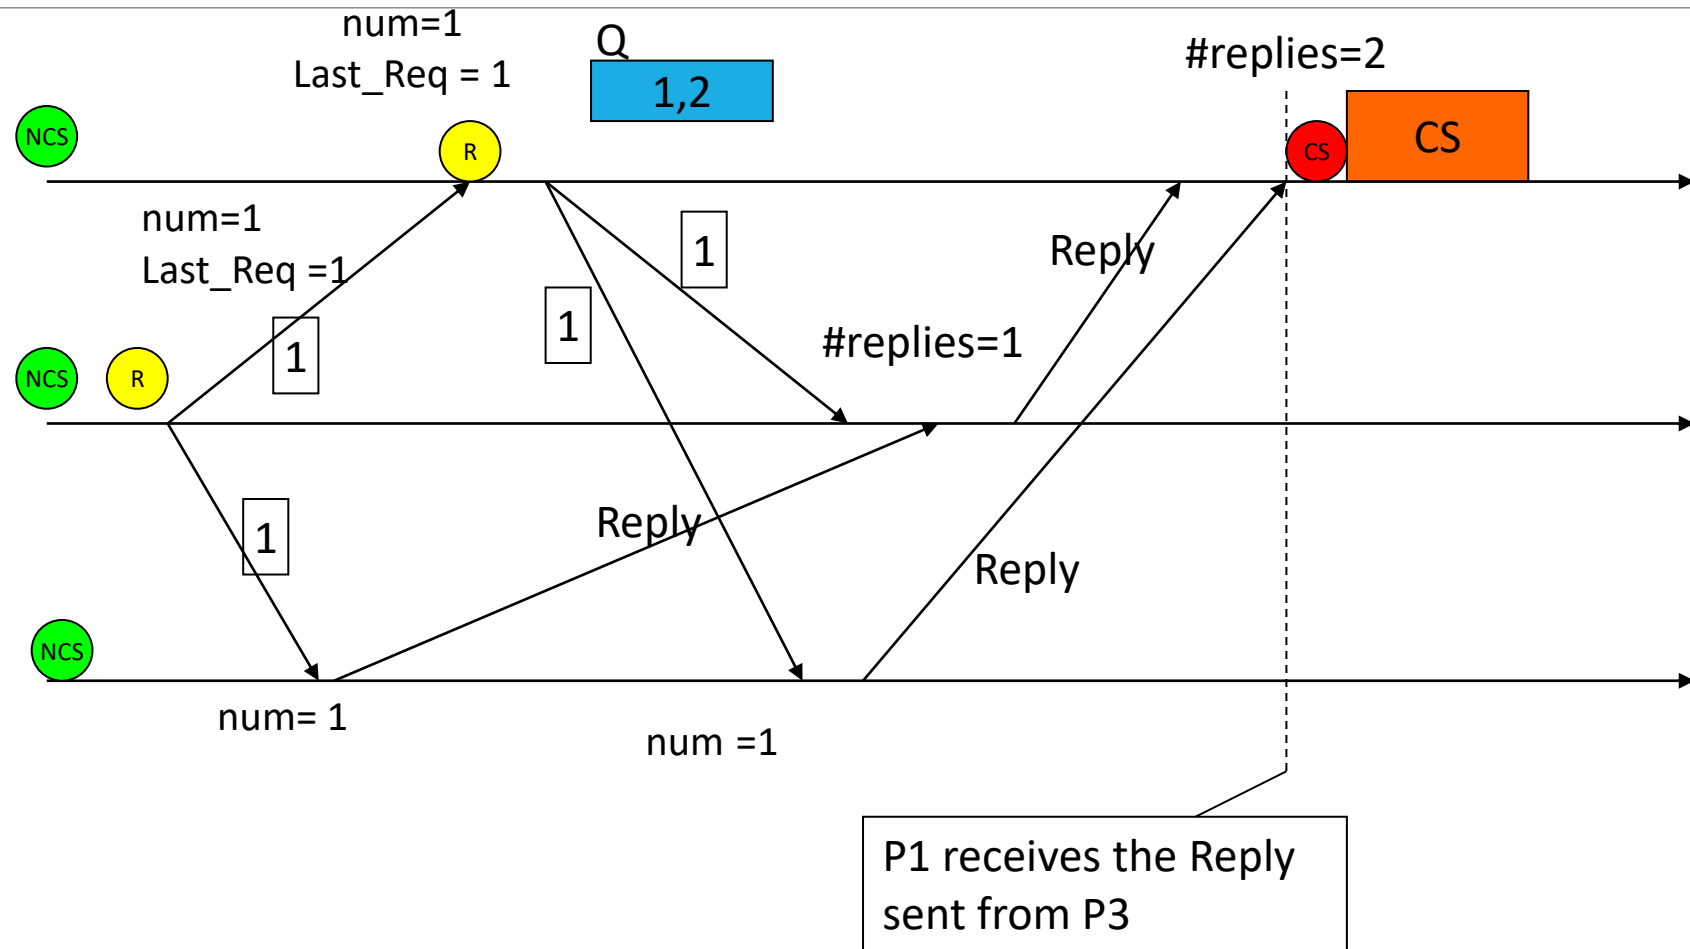 num=1
Last_Req = 1
Q
1,2
#replies=2
NCS
R
CS
CS
num=1
Last_Req =1
1
1
1
Reply
#replies=1
NCS
R
1
Reply
Reply
NCS
num= 1
num =1
P1 receives the Reply
sent from P3